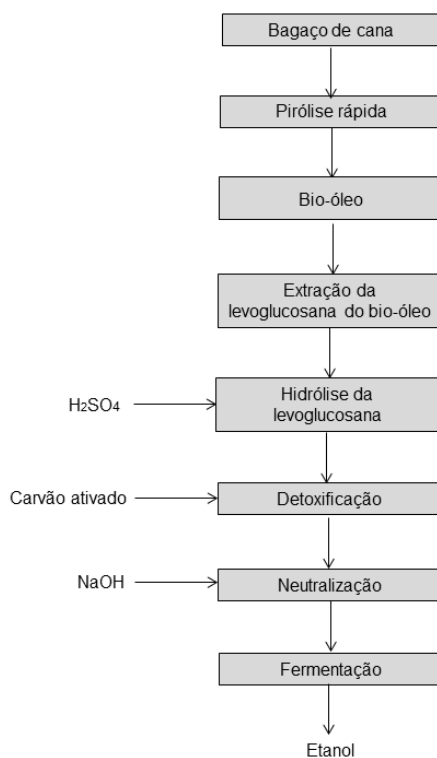 Bagaço de cana
Pirólise rápida
Bio-óleo
Extração da
levoglucosana do bio-óleo
H₂SO₄
Hidrólise da
levoglucosana
Carvão ativado
Detoxificação
NaOH
Neutralização
Fermentação
Etanol